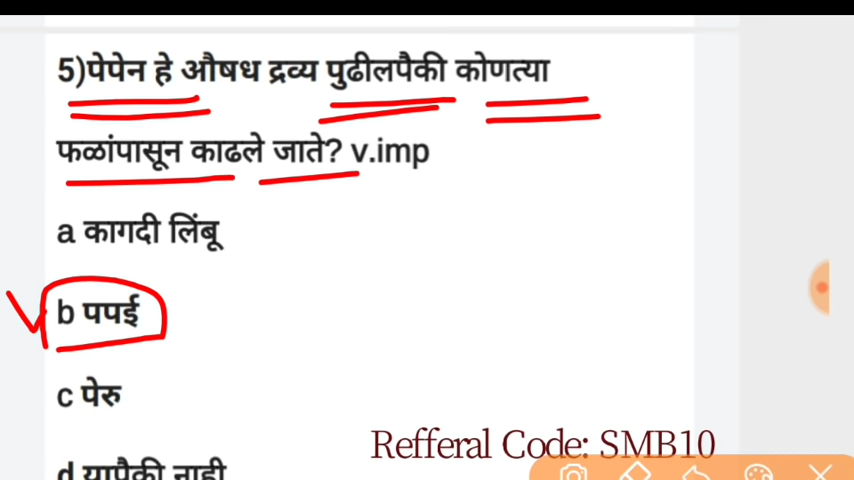 5)पेपेन हे औषध द्रव्य पुढीलपैकी कोणत्या
फळांपासून काढले जाते? v.imp
a कागदी लिंबू
b पपई
c पेरु
d यापैकी नाही
Refferal Code: SMB10